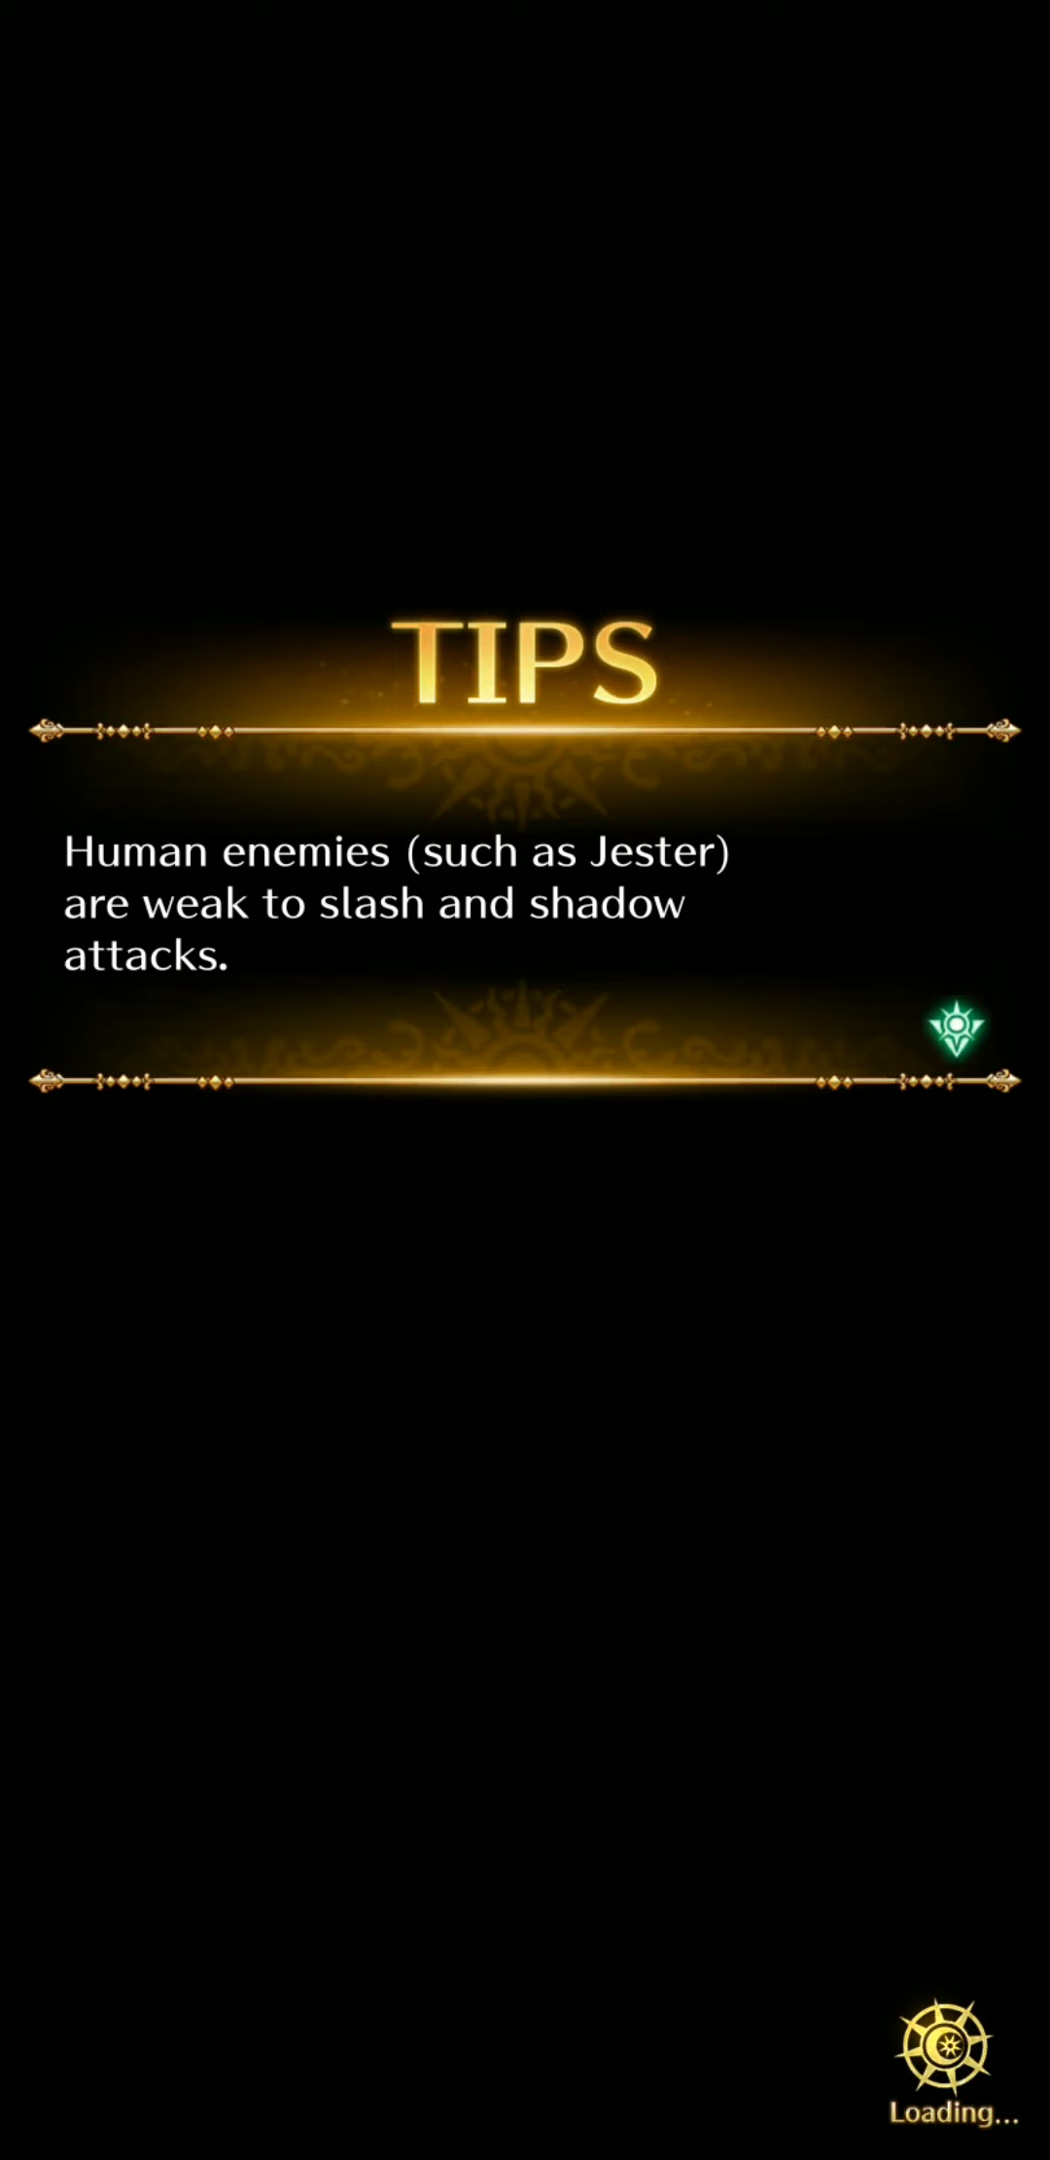 TIPS
Human enemies (such as Jester)
are weak to slash and shadow
attacks.
Loading...